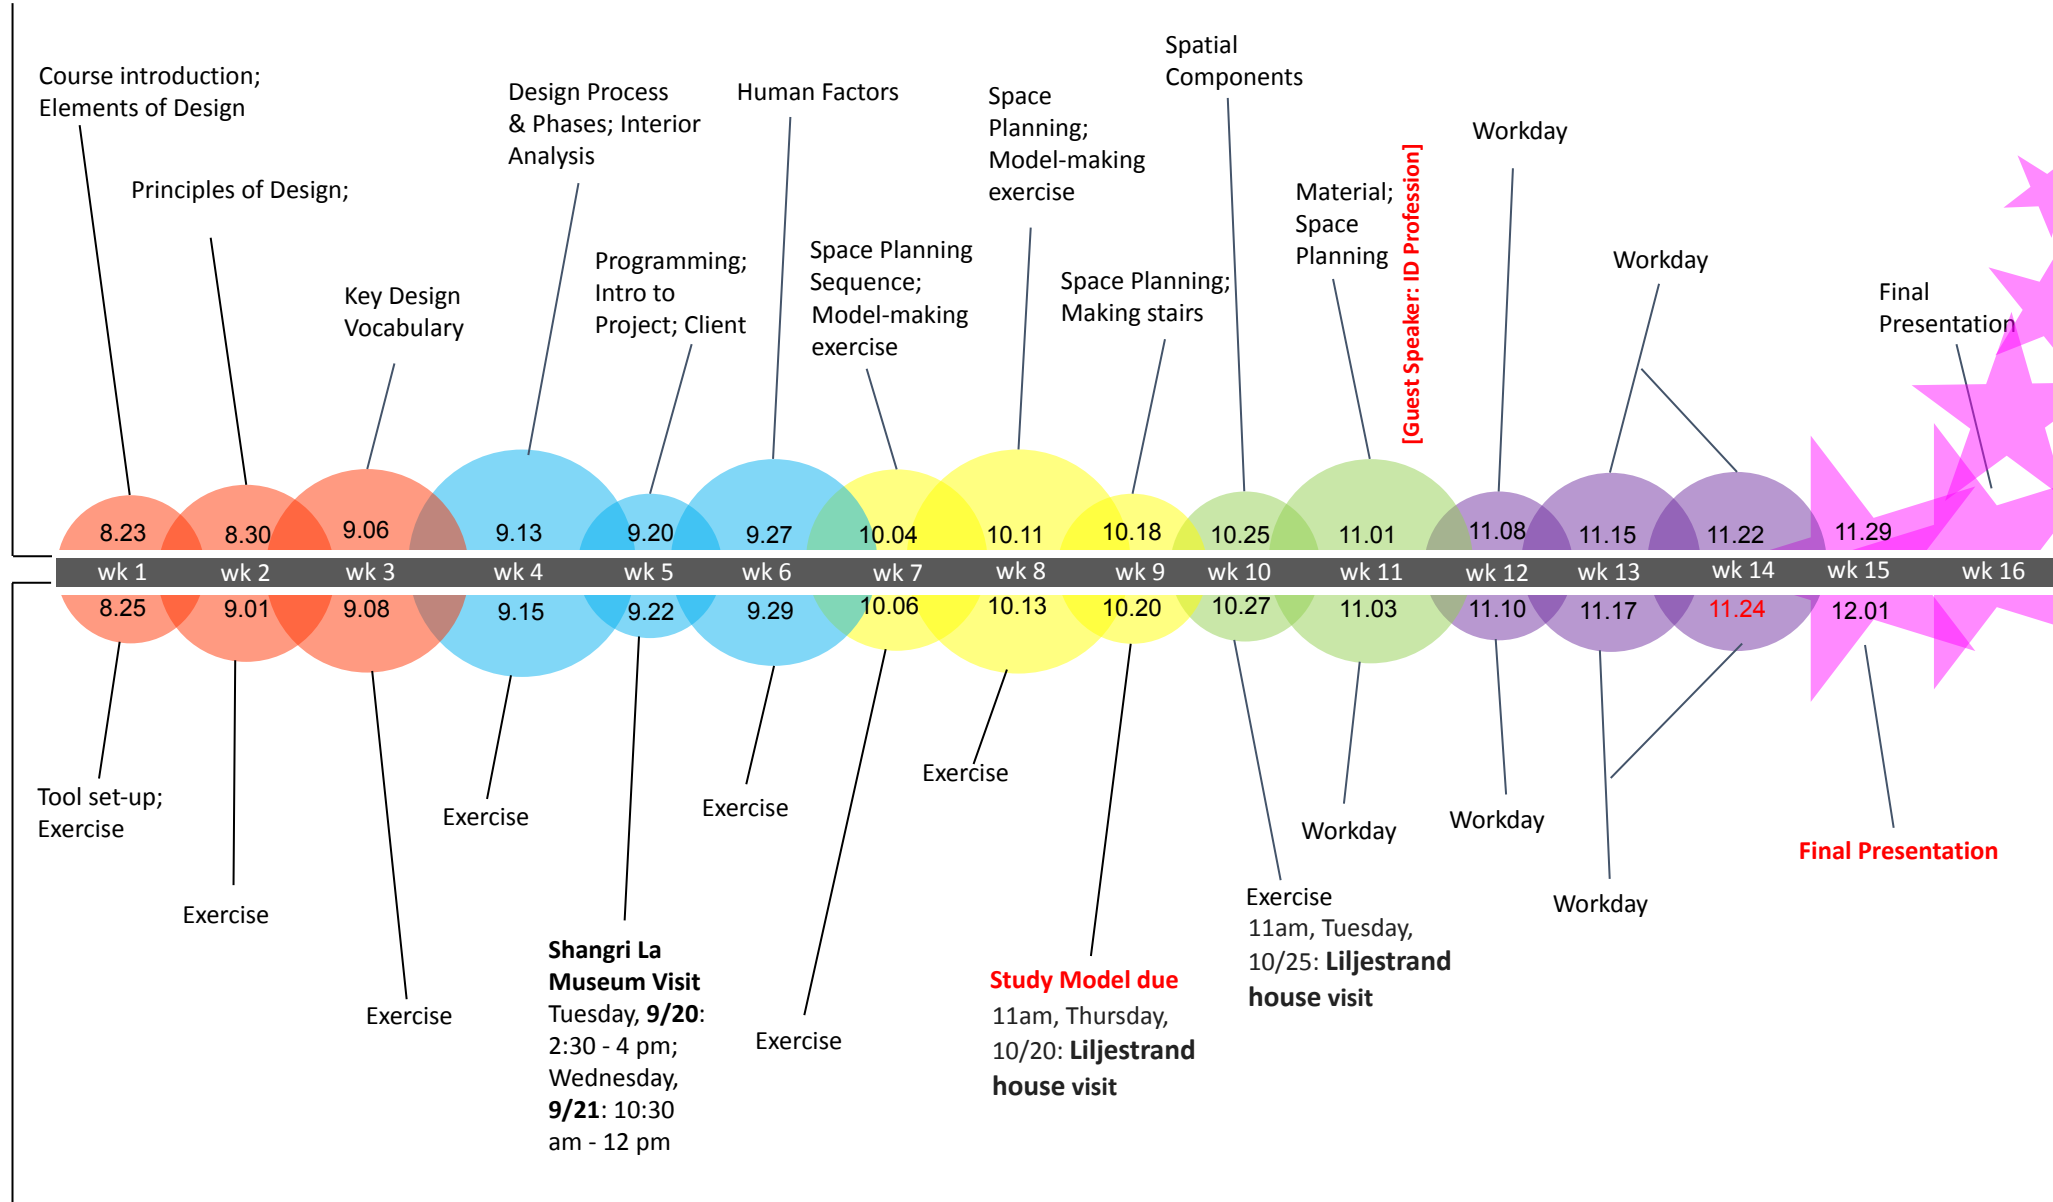 Course introduction;
Elements of Design
Principles of Design;
Key Design
Vocabulary
Design Process
& Phases; Interior
Analysis
Programming;
Intro to
Project; Client
Human Factors
Space Planning
Sequence;
Model-making
exercise
Space
Planning;
Model-making
exercise
Space Planning;
Making stairs
Spatial
Components
Material;
Space
Planning
[Guest Speaker: ID Profession]
Workday
Workday
Final
Presentation
8.23
8.30
9.06
9.13
9.20
9.27
10.04
10.11
10.18
10.25
11.01
11.08
11.15
11.22
11.29
wk 1
wk 2
wk 3
wk 4
wk 5
wk 6
wk 7
wk 8
wk 9
wk 10
wk 11
wk 12
wk 13
wk 14
wk 15
wk 16
8.25
9.01
9.08
9.15
9.22
9.29
10.06
10.13
10.20
10.27
11.03
11.10
11.17
11.24
12.01
Tool set-up;
Exercise
Exercise
Exercise
Exercise
Shangri La
Museum Visit
Tuesday, 9/20:
2:30 - 4 pm;
Wednesday,
9/21: 10:30
am - 12 pm
Exercise
Exercise
Exercise
Study Model due
11am, Thursday,
10/20: Liljestrand
house visit
Exercise
11am, Tuesday,
10/25: Liljestrand
house visit
Workday
Workday
Workday
Final Presentation